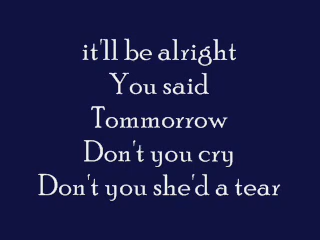 it'll be alright
You said
Tommorrow
Don't you cry
Don't you she'd a tear